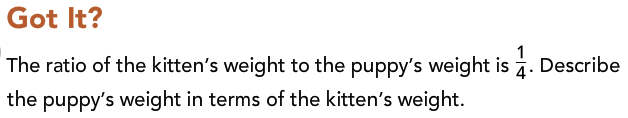 Got It?
The ratio of the kitten's weight to the puppy's weight is 1/4. Describe
the puppy's weight in terms of the kitten's weight.